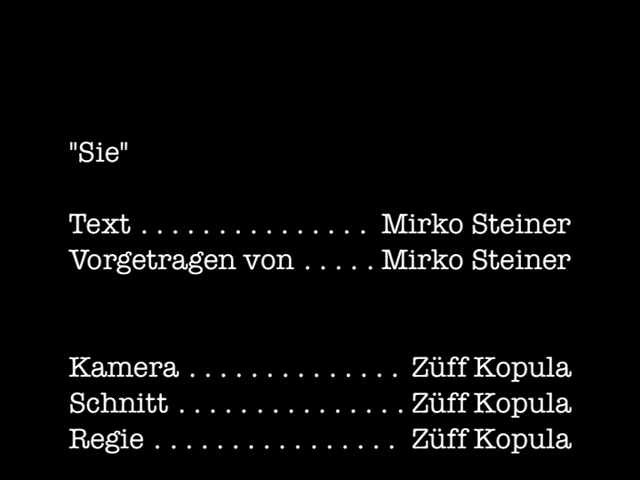 "Sie"
Text . . . . . . . . . . . . . . . Mirko Steiner
Vorgetragen von . . . . . Mirko Steiner
Kamera . . . . . . . . . . . . . . Züff Kopula
Schnitt . . . . . . . . . . . . . . . Züff Kopula
Regie . . . . . . . . . . . . . . . . Züff Kopula